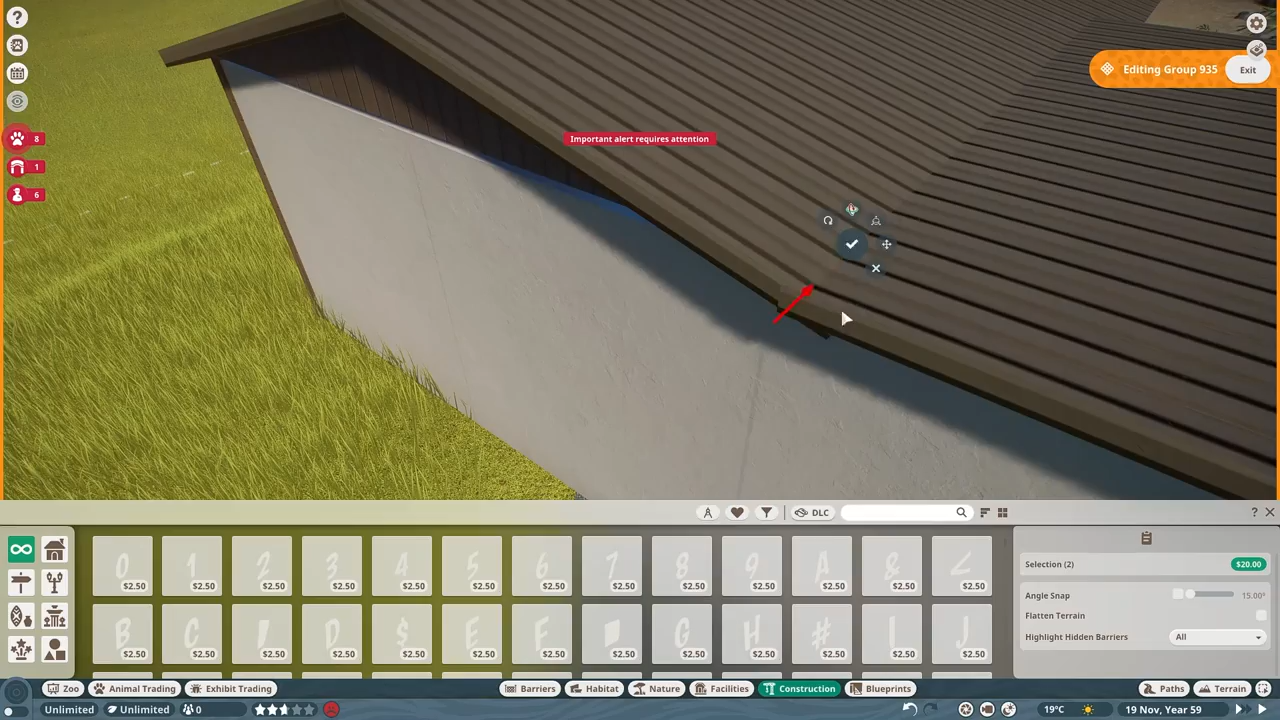 ?
Editing Group 935 Exit
Important alert requires attention
8
1
6
DLC
?
0 $2.50
1 $2.50
2 $2.50
3 $2.50
4 $2.50
5 $2.50
6 $2.50
7 $2.50
8 $2.50
9 $2.50
A $2.50
& $2.50
$2.50
B $2.50
C $2.50
$2.50
D $2.50
$ $2.50
E $2.50
F $2.50
$2.50
G $2.50
H $2.50
# $2.50
I $2.50
J $2.50
Selection (2) $20.00
Angle Snap 15.00°
Flatten Terrain
Highlight Hidden Barriers All
Zoo Animal Trading Exhibit Trading Barriers Habitat Nature Facilities Construction Blueprints Paths Terrain
Unlimited Unlimited 0 19°C 19 Nov, Year 59